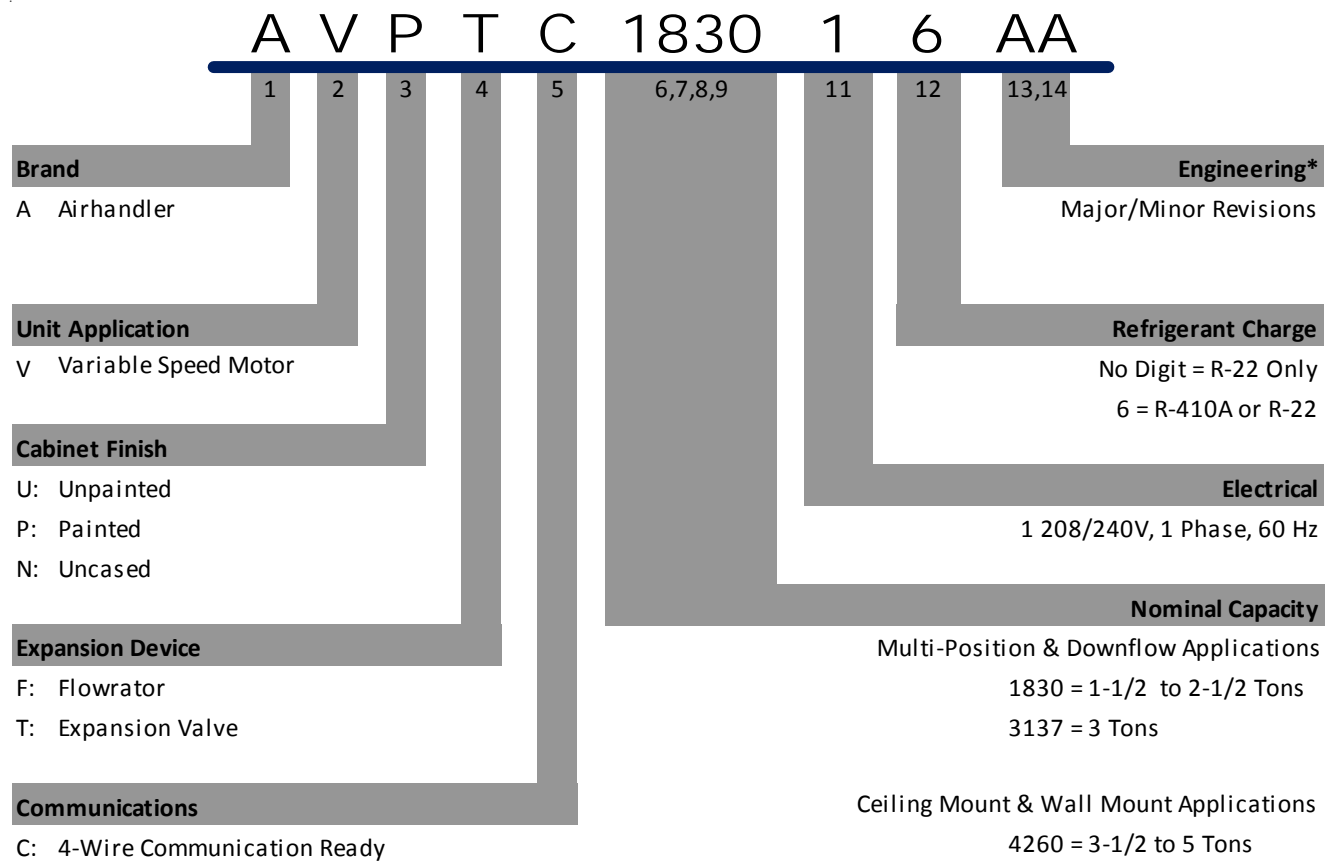 A V P T C 1830 1 6 AA
1 2 3 4 5 6,7,8,9 11 12 13,14
Brand
A Airhandler
Engineering*
Major/Minor Revisions
Unit Application
V Variable Speed Motor
Refrigerant Charge
No Digit = R-22 Only
6 = R-410A or R-22
Cabinet Finish
U: Unpainted
P: Painted
N: Uncased
Electrical
1 208/240V, 1 Phase, 60 Hz
Nominal Capacity
Multi-Position & Downflow Applications
1830 = 1-1/2 to 2-1/2 Tons
3137 = 3 Tons
Expansion Device
F: Flowrator
T: Expansion Valve
Communications
C: 4-Wire Communication Ready
Ceiling Mount & Wall Mount Applications
4260 = 3-1/2 to 5 Tons